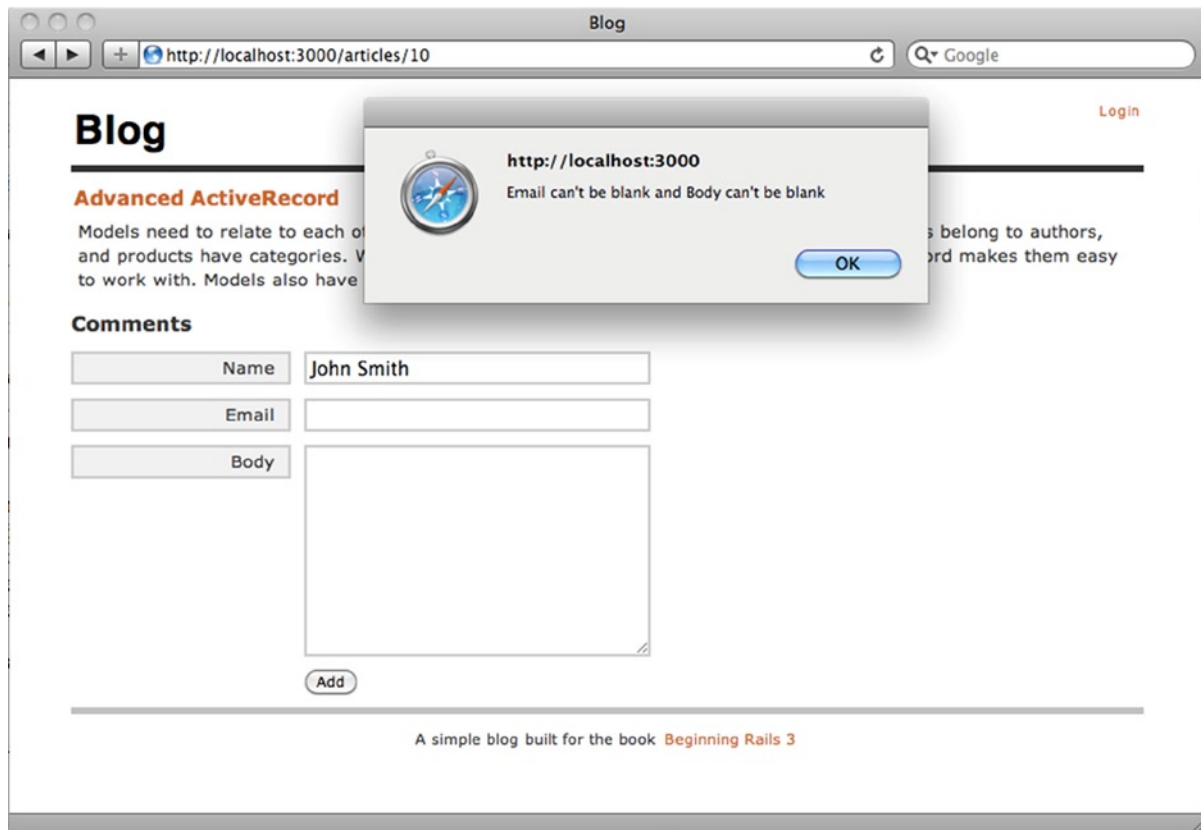 Blog
http://localhost:3000/articles/10
Google
Login
Blog
http://localhost:3000
Email can't be blank and Body can't be blank
OK
Advanced ActiveRecord
Models need to relate to each s belong to authors,
and products have categories. makes them easy
to work with. Models also have
Comments
Name
John Smith
Email
Body
Add
A simple blog built for the book Beginning Rails 3